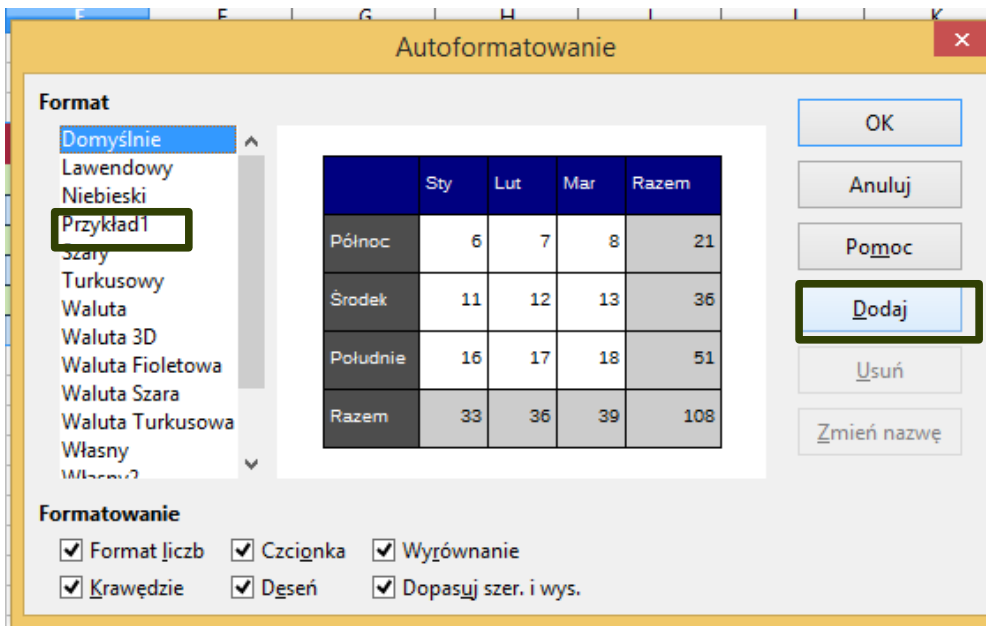 E F G H I J K
Autoformatowanie
Format
Domyślnie
Lawendowy
Niebieski
Przykład1
Szary
Turkusowy
Waluta
Waluta 3D
Waluta Fioletowa
Waluta Szara
Waluta Turkusowa
Własny
Własny2
Sty Lut Mar Razem
Północ 6 7 8 21
Środek 11 12 13 36
Południe 16 17 18 51
Razem 33 36 39 108
OK
Anuluj
Pomoc
Dodaj
Usuń
Zmień nazwę
Formatowanie
Format liczb Czcionka Wyrównanie
Krawędzie Deseń Dopasuj szer. i wys.